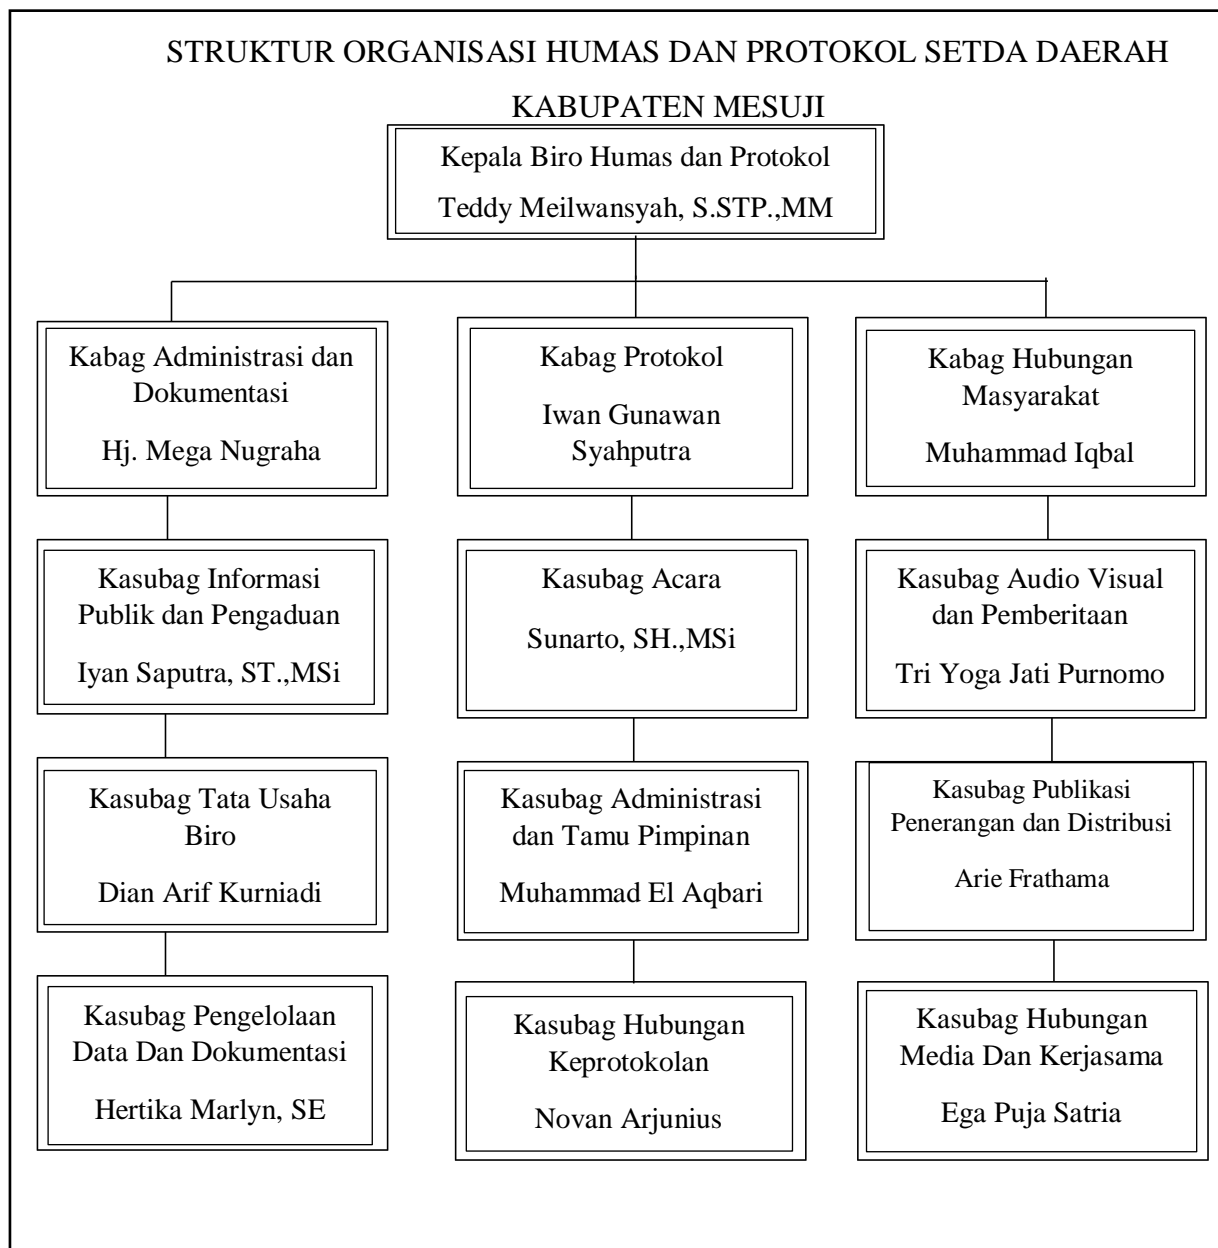 STRUKTUR ORGANISASI HUMAS DAN PROTOKOL SETDA DAERAH
KABUPATEN MESUJI
Kepala Biro Humas dan Protokol
Teddy Meilwansyah, S.STP.,MM
Kabag Administrasi dan
Dokumentasi
Hj. Mega Nugraha
Kabag Protokol
Iwan Gunawan
Syahputra
Kabag Hubungan
Masyarakat
Muhammad Iqbal
Kasubag Informasi
Publik dan Pengaduan
Iyan Saputra, ST.,MSi
Kasubag Acara
Sunarto, SH.,MSi
Kasubag Audio Visual
dan Pemberitaan
Tri Yoga Jati Purnomo
Kasubag Tata Usaha
Biro
Dian Arif Kurniadi
Kasubag Administrasi
dan Tamu Pimpinan
Muhammad El Aqbari
Kasubag Publikasi
Penerangan dan Distribusi
Arie Frathama
Kasubag Pengelolaan
Data Dan Dokumentasi
Hertika Marlyn, SE
Kasubag Hubungan
Keprotokolan
Novan Arjunius
Kasubag Hubungan
Media Dan Kerjasama
Ega Puja Satria